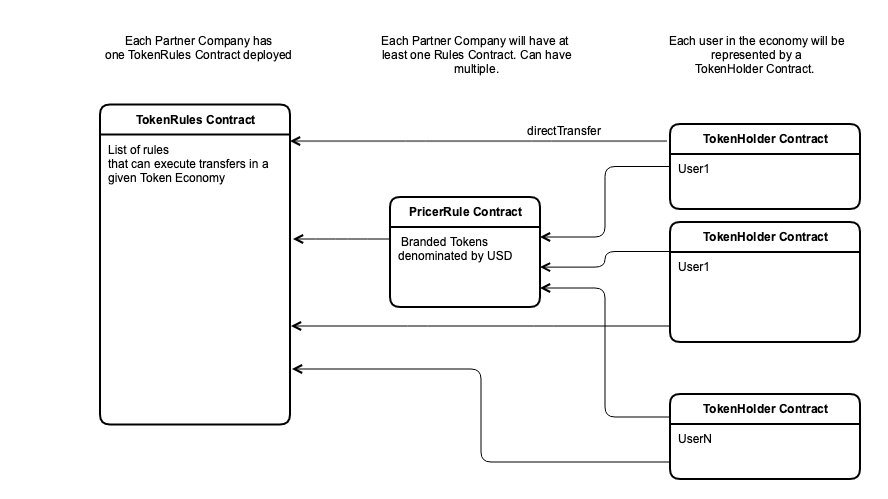 Each Partner Company has
one TokenRules Contract deployed
Each Partner Company will have at
least one Rules Contract. Can have
multiple.
Each user in the economy will be
represented by a
TokenHolder Contract.
TokenRules Contract
List of rules
that can execute transfers in a
given Token Economy
directTransfer
TokenHolder Contract
User1
PricerRule Contract
Branded Tokens
denominated by USD
TokenHolder Contract
User1
TokenHolder Contract
UserN